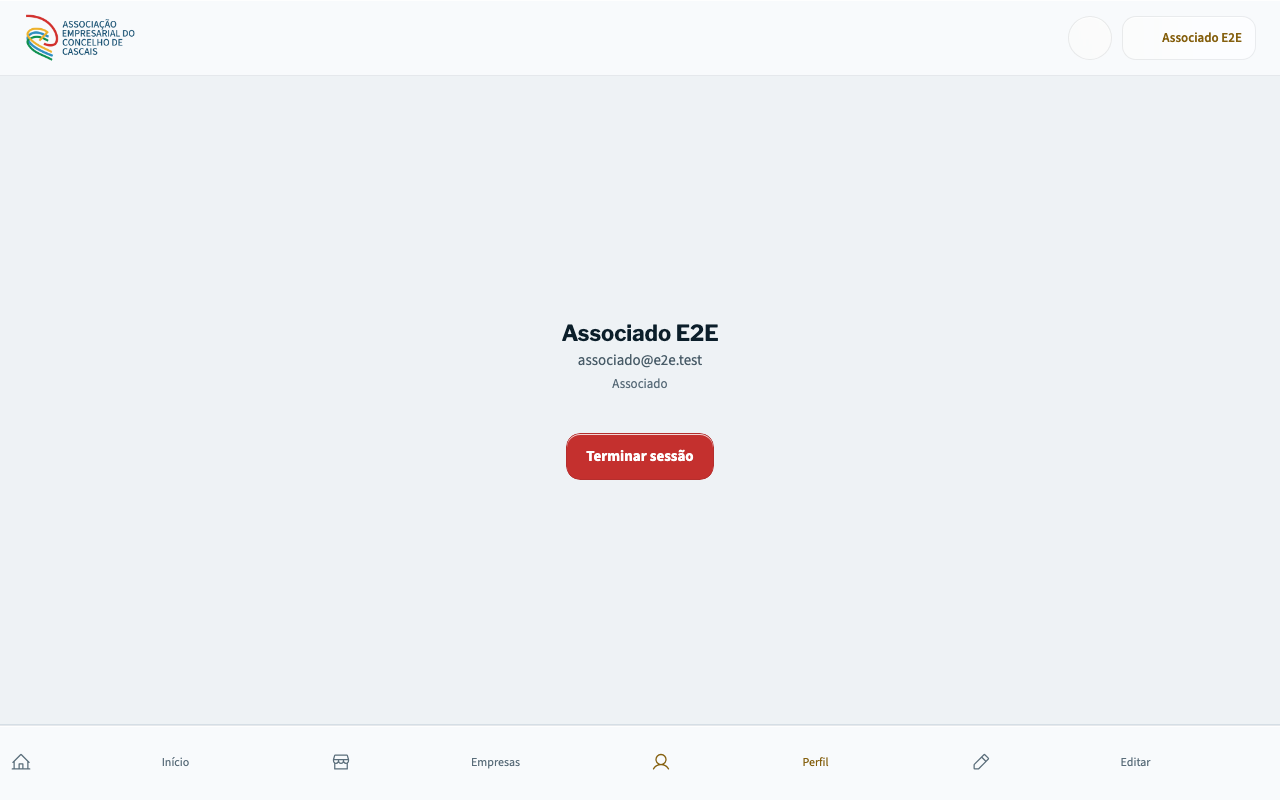 ASSOCIAÇÃO
EMPRESARIAL DO
CONCELHO DE
CASCAIS
Associado E2E
Associado E2E
associado@e2e.test
Associado
Terminar sessão
Início
Empresas
Perfil
Editar